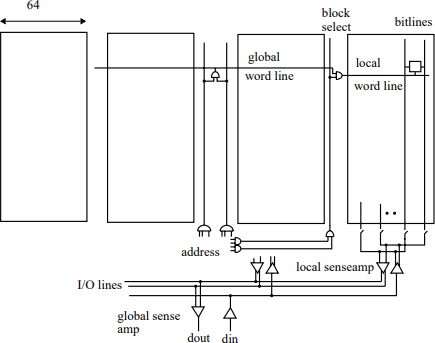 64
block
select
bitlines
global
word line
local
word line
address
local senseamp
I/O lines
global sense
amp
dout
din